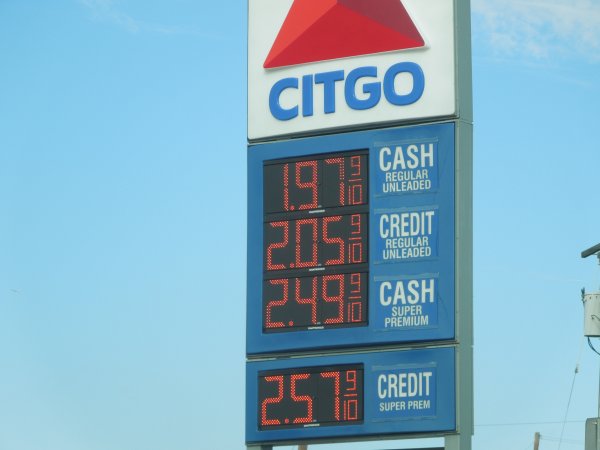 CITGO
1.97 9/10 CASH
REGULAR
UNLEADED
2.05 9/10 CREDIT
REGULAR
UNLEADED
2.49 9/10 CASH
SUPER
PREMIUM
2.57 9/10 CREDIT
SUPER PREM